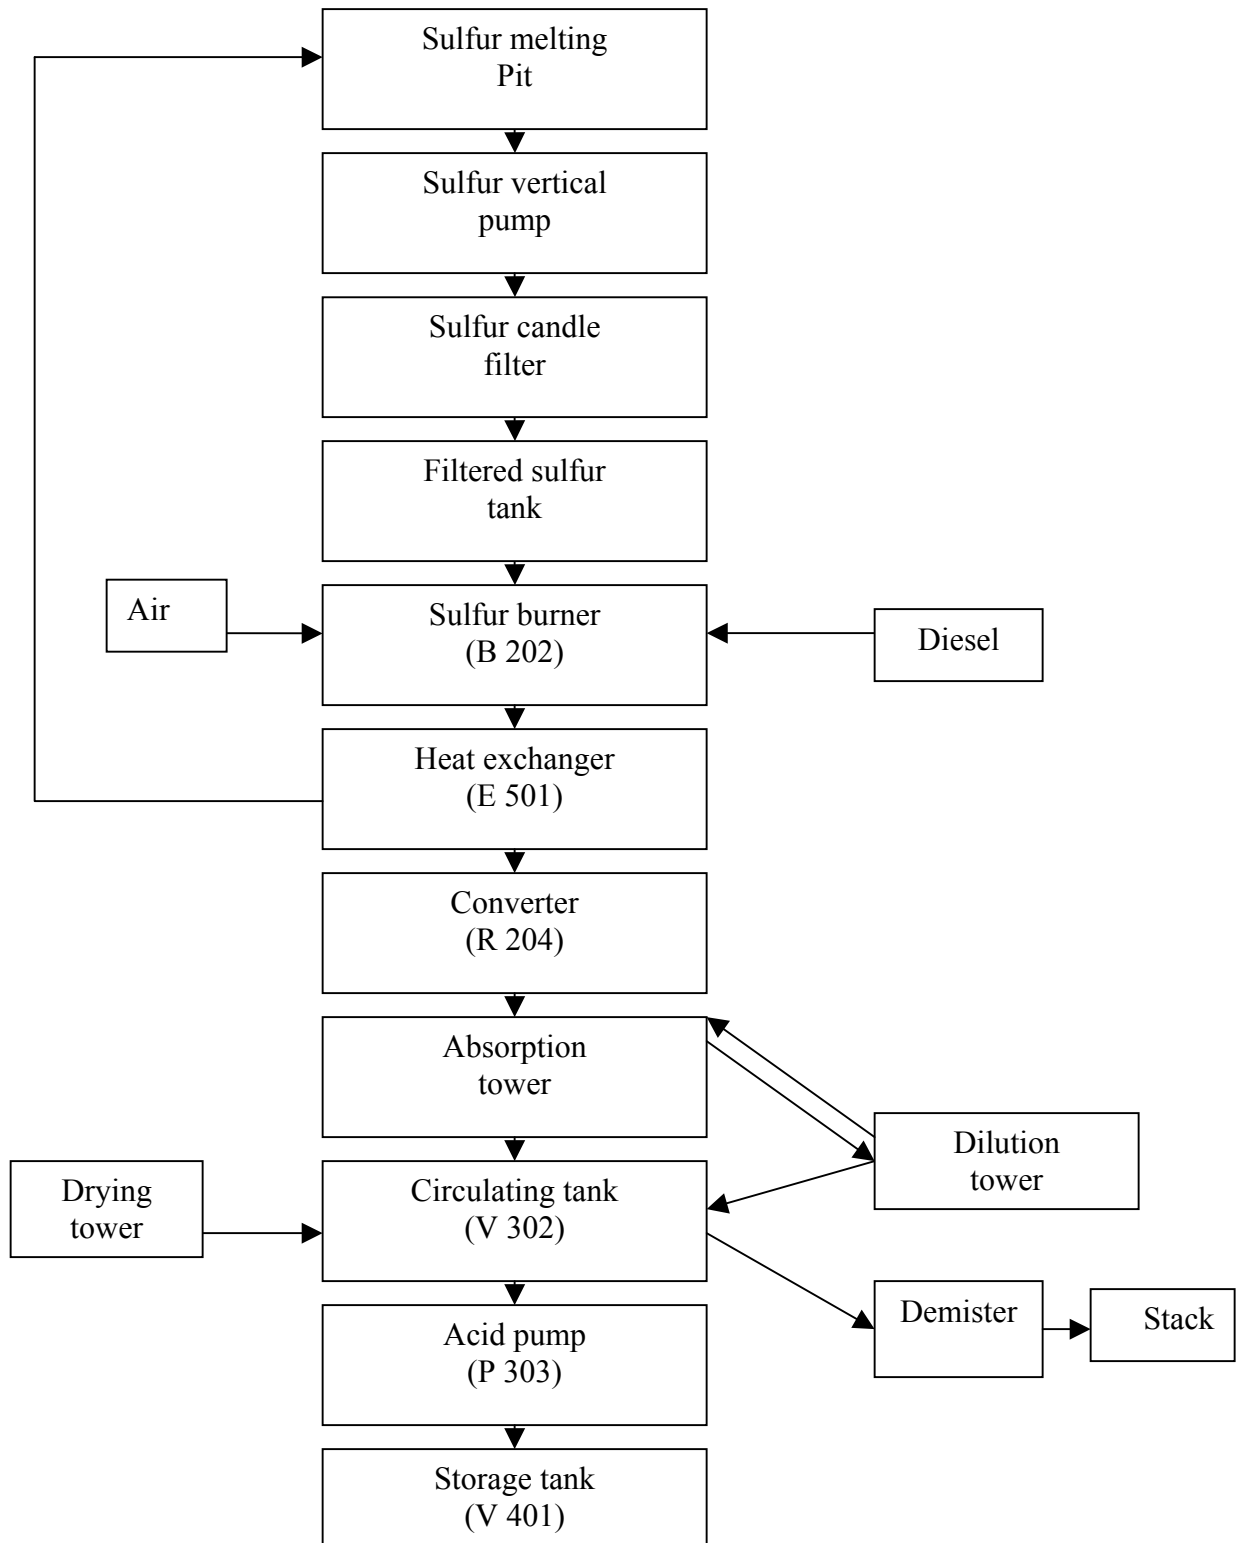 Sulfur melting
Pit
Sulfur vertical
pump
Sulfur candle
filter
Filtered sulfur
tank
Air
Sulfur burner
(B 202)
Diesel
Heat exchanger
(E 501)
Converter
(R 204)
Absorption
tower
Dilution
tower
Drying
tower
Circulating tank
(V 302)
Demister
Stack
Acid pump
(P 303)
Storage tank
(V 401)